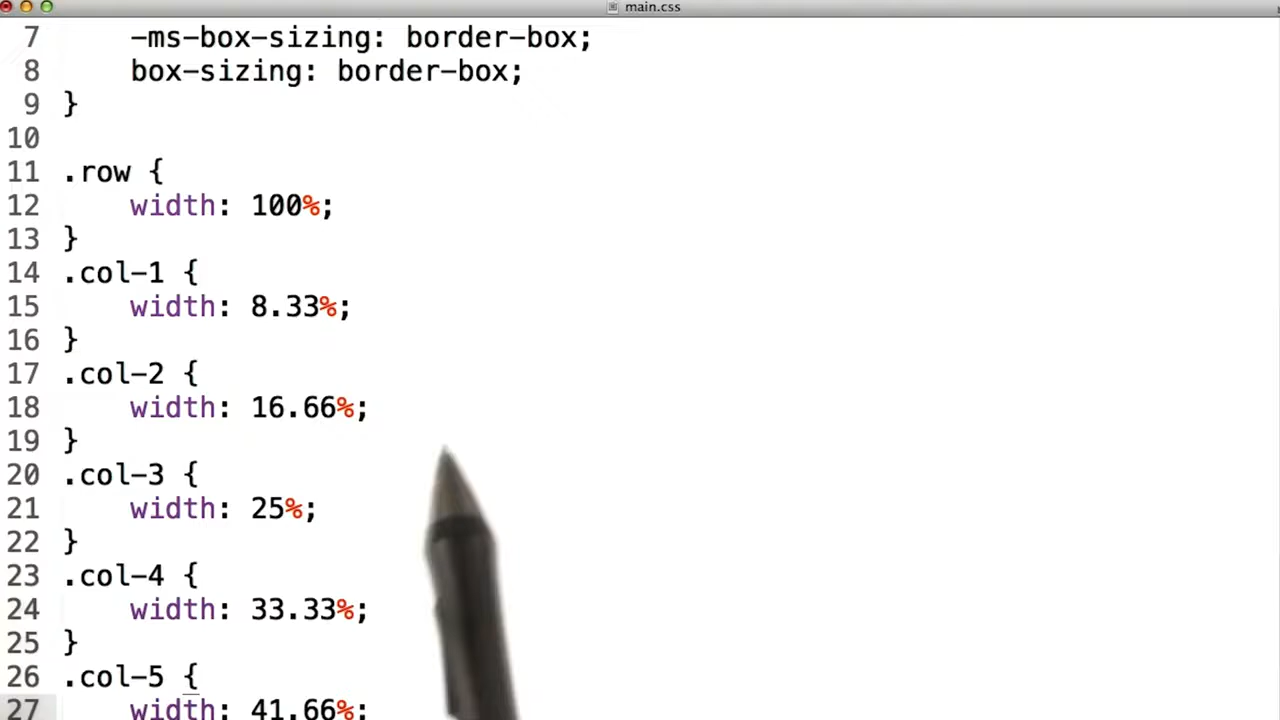 main.css
7 -ms-box-sizing: border-box;
8 box-sizing: border-box;
9 }
10
11 .row {
12 width: 100%;
13 }
14 .col-1 {
15 width: 8.33%;
16 }
17 .col-2 {
18 width: 16.66%;
19 }
20 .col-3 {
21 width: 25%;
22 }
23 .col-4 {
24 width: 33.33%;
25 }
26 .col-5 {
27 width: 41.66%;